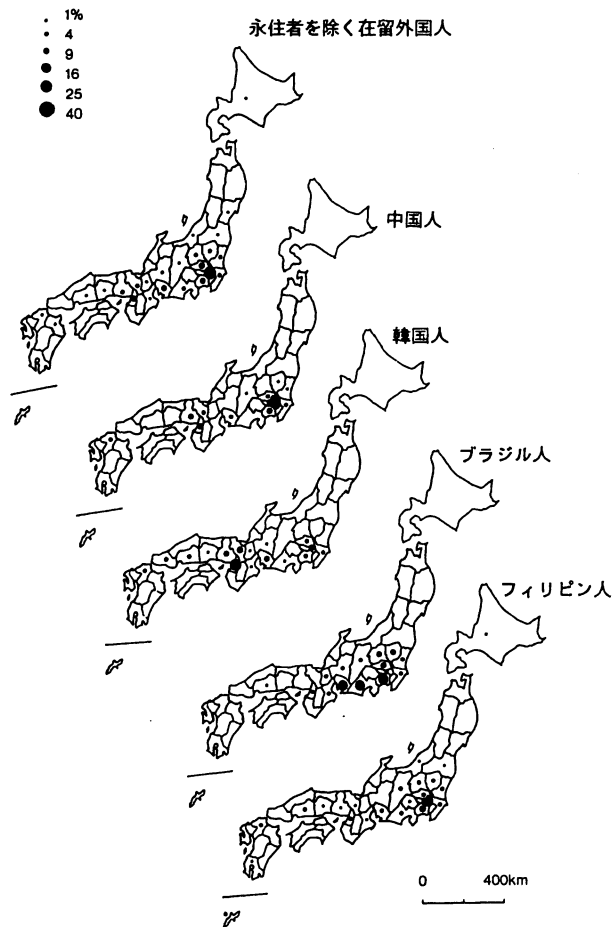 1%
4
9
16
25
40
永住者を除く在留外国人
中国人
韓国人
ブラジル人
フィリピン人
0 400km